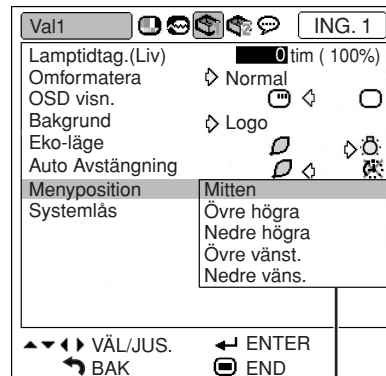 Val1 ING. 1
Lamptidtag.(Liv) 0 tim ( 100%)
Omformatera Normal
OSD visn.
Bakgrund Logo
Eko-läge
Auto Avstängning
Menyposition Mitten
Systemlås Övre högra
Nedre högra
Övre vänst.
Nedre väns.
VÄL/JUS. ENTER
BAK END